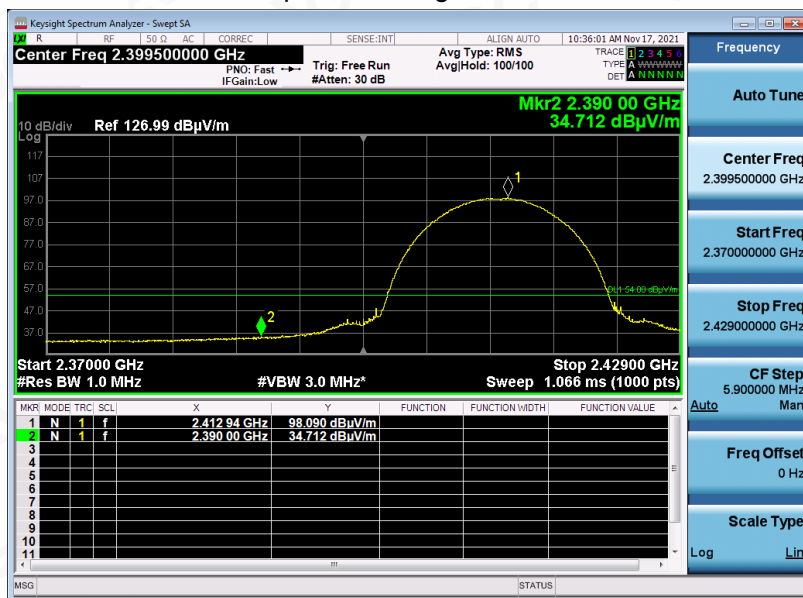 Keysight Spectrum Analyzer - Swept SA
LXI R RF 50 Ω AC CORREC SENSE:INT ALIGN AUTO 10:36:01 AM Nov 17, 2021
Center Freq 2.399500000 GHz
PNO: Fast
IFGain:Low
Trig: Free Run
#Atten: 30 dB
Avg Type: RMS
Avg|Hold: 100/100
TRACE 1 2 3 4 5 6
TYPE A WWWWW
DET A N N N N N
Mkr2 2.390 00 GHz
34.712 dBµV/m
10 dB/div Ref 126.99 dBµV/m
Log
117
107
97.0
87.0
77.0
67.0
57.0
47.0
37.0
1
2
DL1 54.00 dBµV/m
Start 2.37000 GHz Stop 2.42900 GHz
#Res BW 1.0 MHz #VBW 3.0 MHz* Sweep 1.066 ms (1000 pts)
MKR MODE TRC SCL X Y FUNCTION FUNCTION WIDTH FUNCTION VALUE
1 N 1 f 2.412 94 GHz 98.090 dBµV/m
2 N 1 f 2.390 00 GHz 34.712 dBµV/m
3
4
5
6
7
8
9
10
11
MSG STATUS
Frequency
Auto Tune
Center Freq
2.399500000 GHz
Start Freq
2.370000000 GHz
Stop Freq
2.429000000 GHz
CF Step
5.900000 MHz
Auto Man
Freq Offset
0 Hz
Scale Type
Log Lin